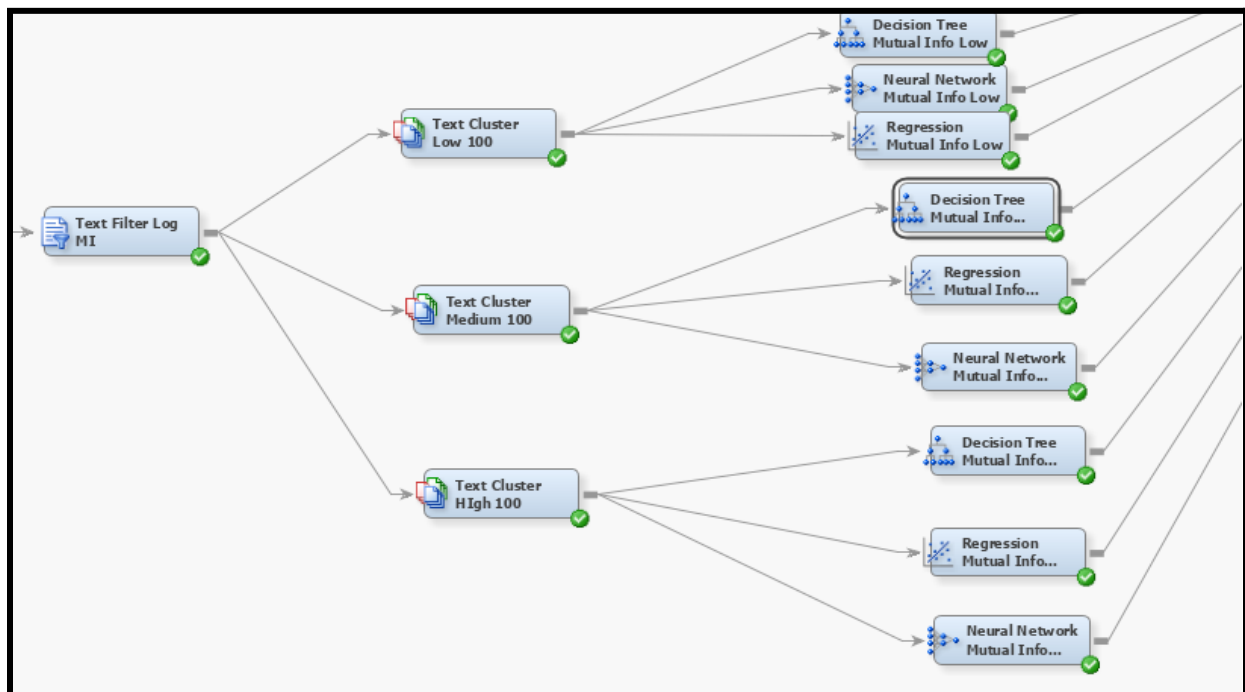 Decision Tree
Mutual Info Low
Neural Network
Mutual Info Low
Text Cluster
Low 100
Regression
Mutual Info Low
Text Filter Log
MI
Decision Tree
Mutual Info...
Regression
Mutual Info...
Text Cluster
Medium 100
Neural Network
Mutual Info...
Decision Tree
Mutual Info...
Text Cluster
HIgh 100
Regression
Mutual Info...
Neural Network
Mutual Info...